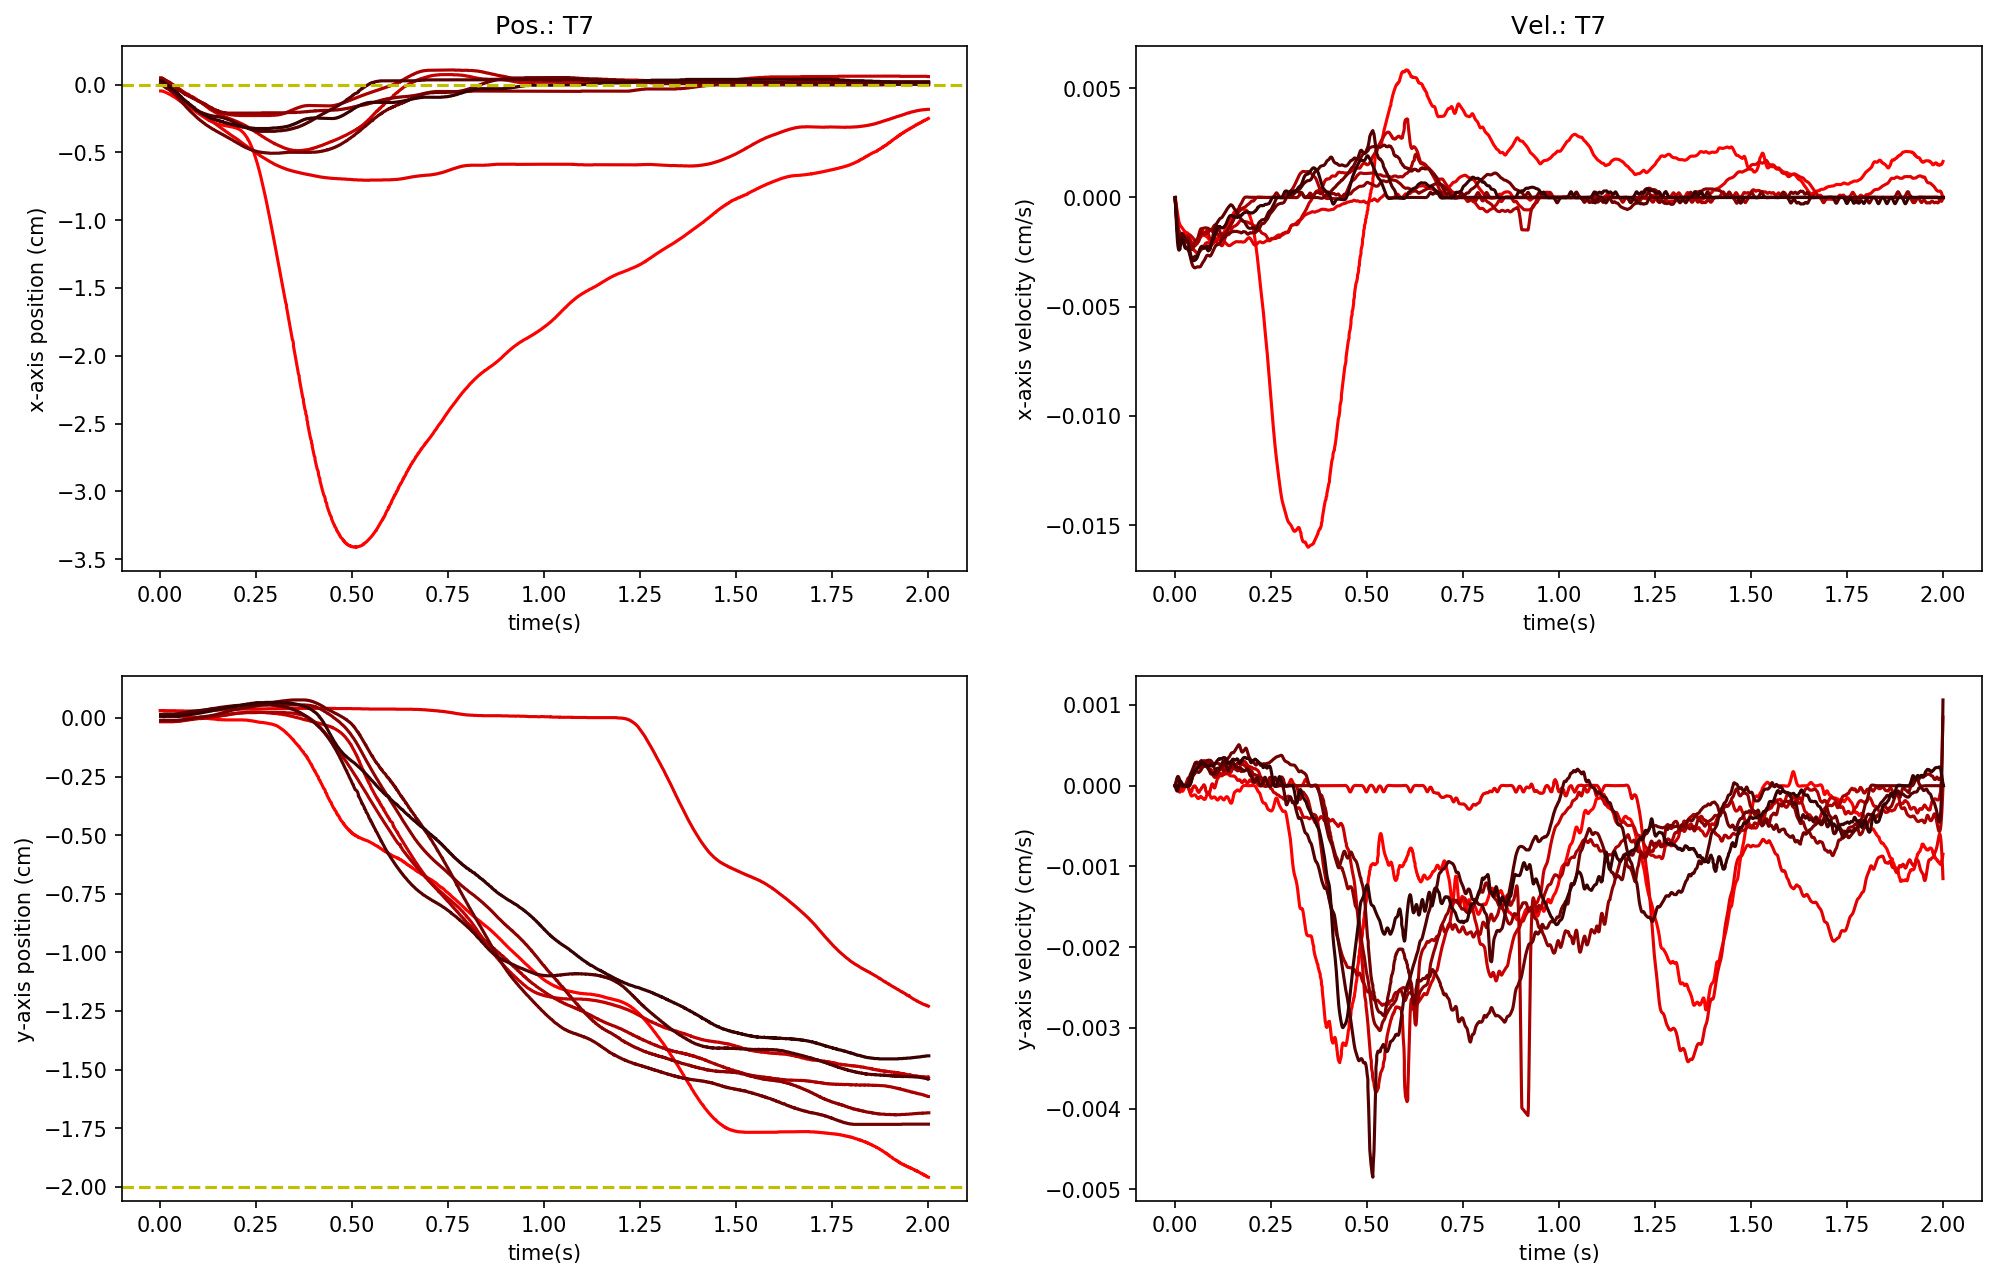 Pos.: T7
x-axis position (cm)
0.0
−0.5
−1.0
−1.5
−2.0
−2.5
−3.0
−3.5
0.00 0.25 0.50 0.75 1.00 1.25 1.50 1.75 2.00
time(s)
Vel.: T7
x-axis velocity (cm/s)
0.005
0.000
−0.005
−0.010
−0.015
0.00 0.25 0.50 0.75 1.00 1.25 1.50 1.75 2.00
time(s)
y-axis position (cm)
0.00
−0.25
−0.50
−0.75
−1.00
−1.25
−1.50
−1.75
−2.00
0.00 0.25 0.50 0.75 1.00 1.25 1.50 1.75 2.00
time(s)
y-axis velocity (cm/s)
0.001
0.000
−0.001
−0.002
−0.003
−0.004
−0.005
0.00 0.25 0.50 0.75 1.00 1.25 1.50 1.75 2.00
time (s)